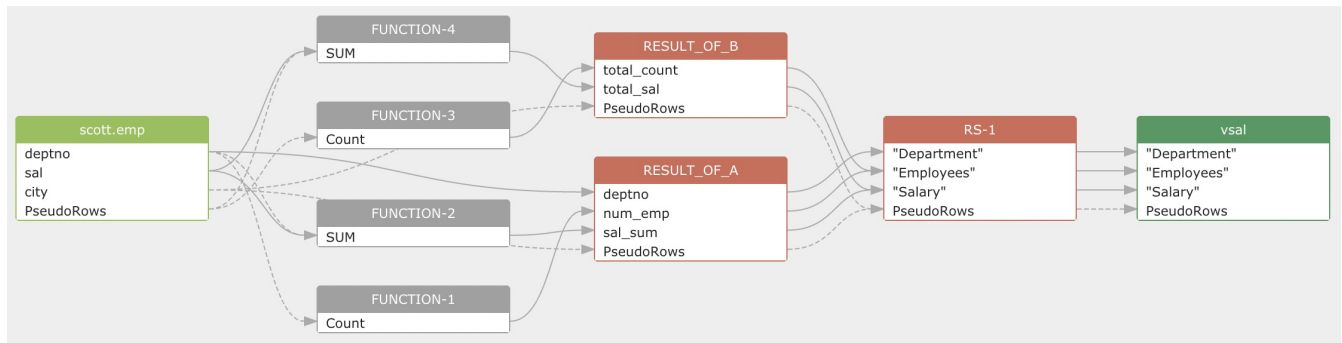 scott.emp
deptno
sal
city
PseudoRows
FUNCTION-4
SUM
FUNCTION-3
Count
FUNCTION-2
SUM
FUNCTION-1
Count
RESULT_OF_B
total_count
total_sal
PseudoRows
RESULT_OF_A
deptno
num_emp
sal_sum
PseudoRows
RS-1
"Department"
"Employees"
"Salary"
PseudoRows
vsal
"Department"
"Employees"
"Salary"
PseudoRows